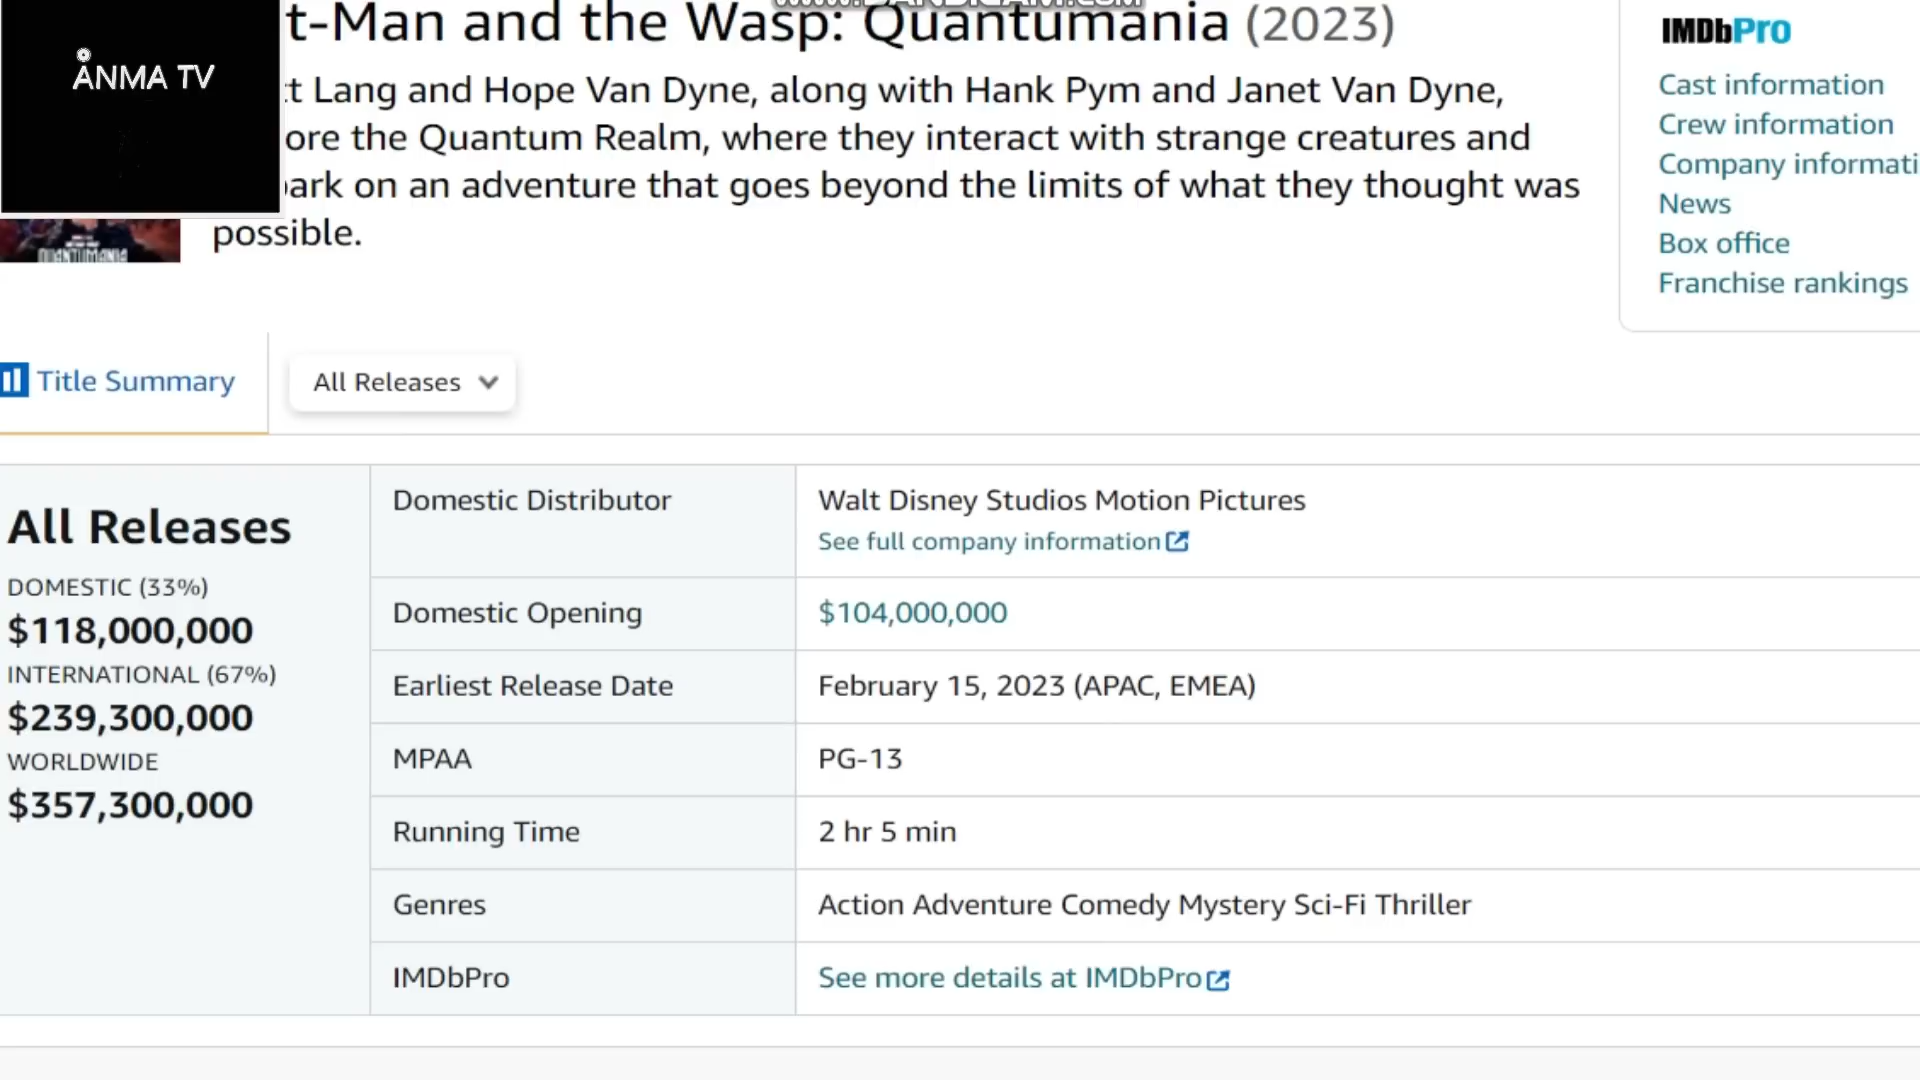 www.BANDICAM.com
t-Man and the Wasp: Quantumania (2023)
ANMA TV
t Lang and Hope Van Dyne, along with Hank Pym and Janet Van Dyne,
ore the Quantum Realm, where they interact with strange creatures and
ark on an adventure that goes beyond the limits of what they thought was
possible.
QUANTUMANIA
IMDbPro
Cast information
Crew information
Company informati
News
Box office
Franchise rankings
Title Summary
All Releases
All Releases
DOMESTIC (33%)
$118,000,000
INTERNATIONAL (67%)
$239,300,000
WORLDWIDE
$357,300,000
Domestic Distributor
Walt Disney Studios Motion Pictures
See full company information
Domestic Opening
$104,000,000
Earliest Release Date
February 15, 2023 (APAC, EMEA)
MPAA
PG-13
Running Time
2 hr 5 min
Genres
Action Adventure Comedy Mystery Sci-Fi Thriller
IMDbPro
See more details at IMDbPro